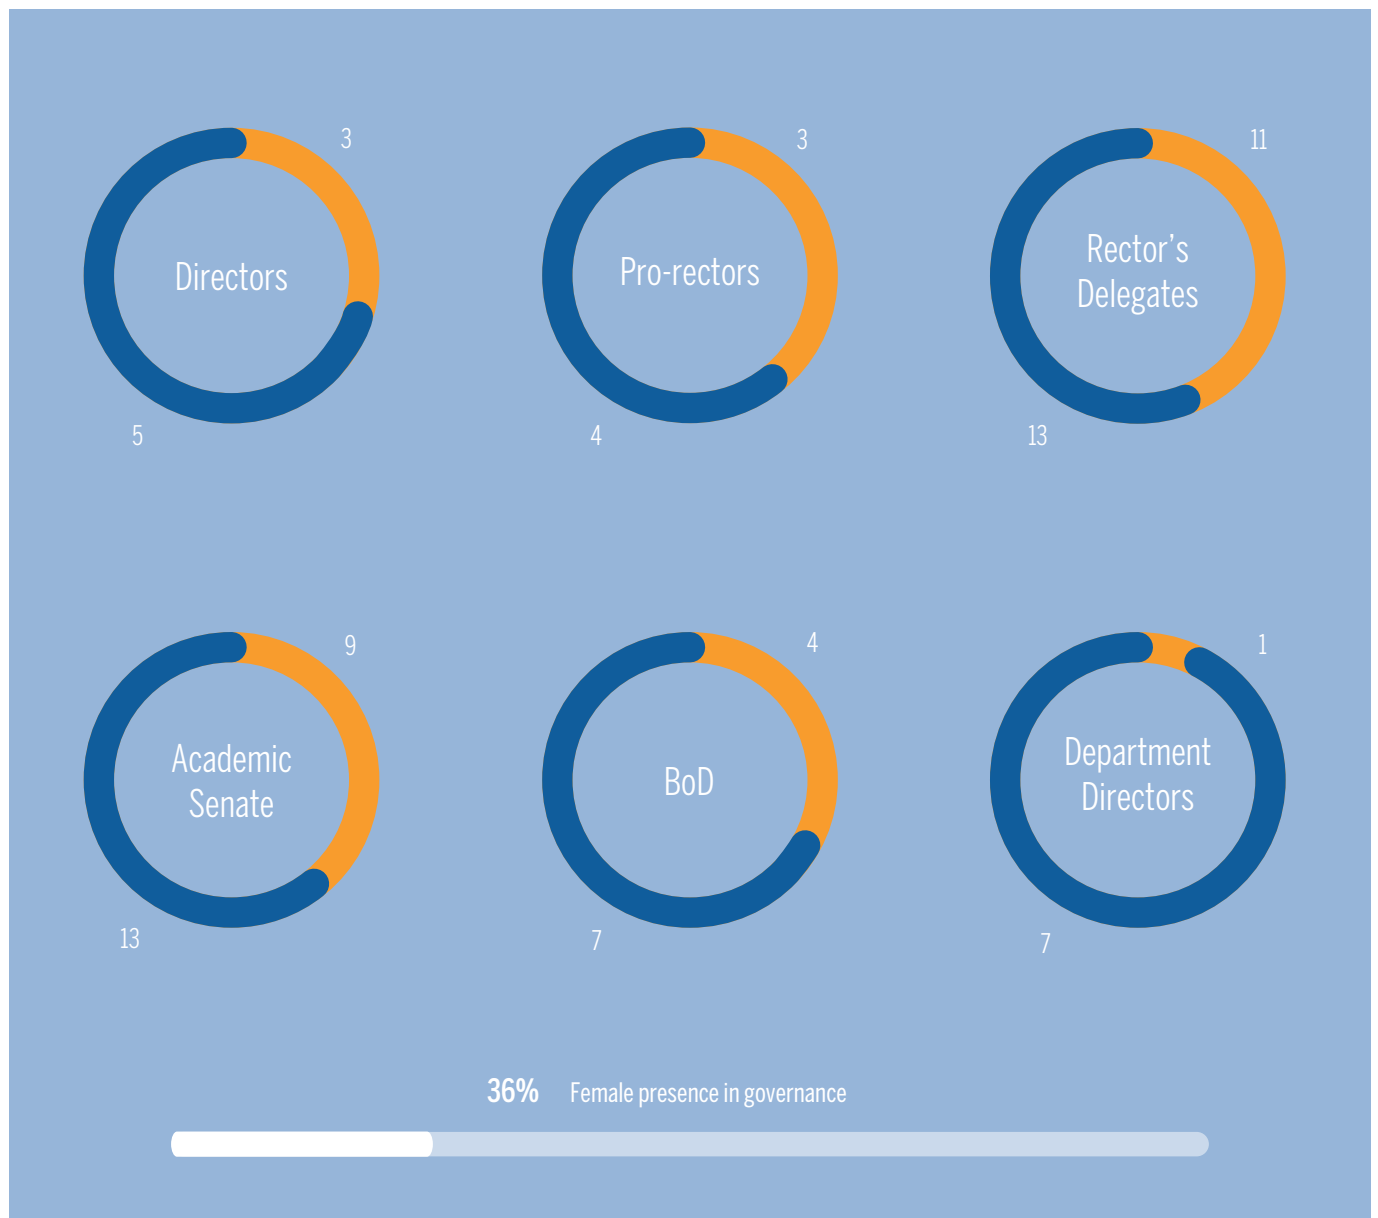 3
Directors
5
3
Pro-rectors
4
11
Rector’s
Delegates
13
9
Academic
Senate
13
4
BoD
7
1
Department
Directors
7
36% Female presence in governance